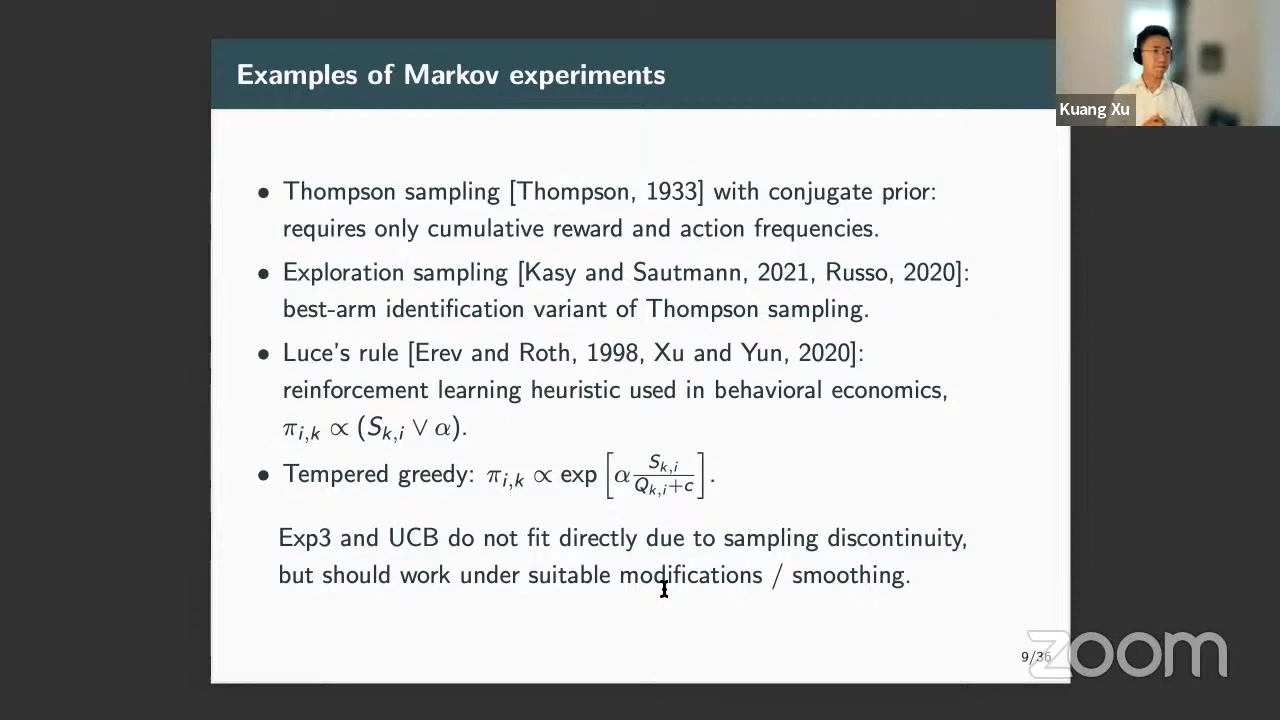 Examples of Markov experiments
Kuang Xu
• Thompson sampling [Thompson, 1933] with conjugate prior:
requires only cumulative reward and action frequencies.
• Exploration sampling [Kasy and Sautmann, 2021, Russo, 2020]:
best-arm identification variant of Thompson sampling.
• Luce's rule [Erev and Roth, 1998, Xu and Yun, 2020]:
reinforcement learning heuristic used in behavioral economics,
π_{i,k} ∝ (S_{k,i} ∨ α).
• Tempered greedy: π_{i,k} ∝ exp [α \frac{S_{k,i}}{Q_{k,i}+c}].
Exp3 and UCB do not fit directly due to sampling discontinuity,
but should work under suitable modifications / smoothing.
9/36
zoom